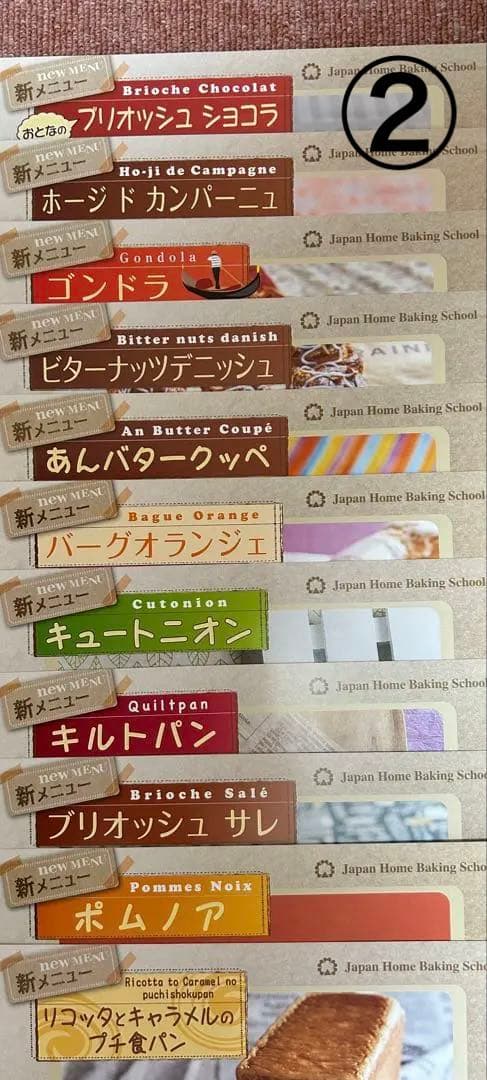 ②
new MENU
新メニュー
Japan Home Baking School
Brioche Chocolat
おとなの ブリオッシュ ショコラ
new MENU
新メニュー
Japan Home Baking School
Ho-ji de Campagne
ホージ ド カンパーニュ
new MENU
新メニュー
Japan Home Baking School
Gondola
ゴンドラ
new MENU
新メニュー
Japan Home Baking School
Bitter nuts danish
ビターナッツデニッシュ
new MENU
新メニュー
Japan Home Baking School
An Butter Coupé
あんバタークッペ
new MENU
新メニュー
Japan Home Baking School
Bague Orange
バーグオランジェ
new MENU
新メニュー
Japan Home Baking School
Cutonion
キュートニオン
new MENU
新メニュー
Japan Home Baking School
Quiltpan
キルトパン
new MENU
新メニュー
Japan Home Baking Schoo
Brioche Salé
ブリオッシュ サレ
new MENU
新メニュー
Japan Home Baking Schoo
Pommes Noix
ポムノア
new MENU
新メニュー
Japan Home Baking Schoo
Ricotta to Caramel no
puchishokupan
リコッタとキャラメルの
プチ食パン